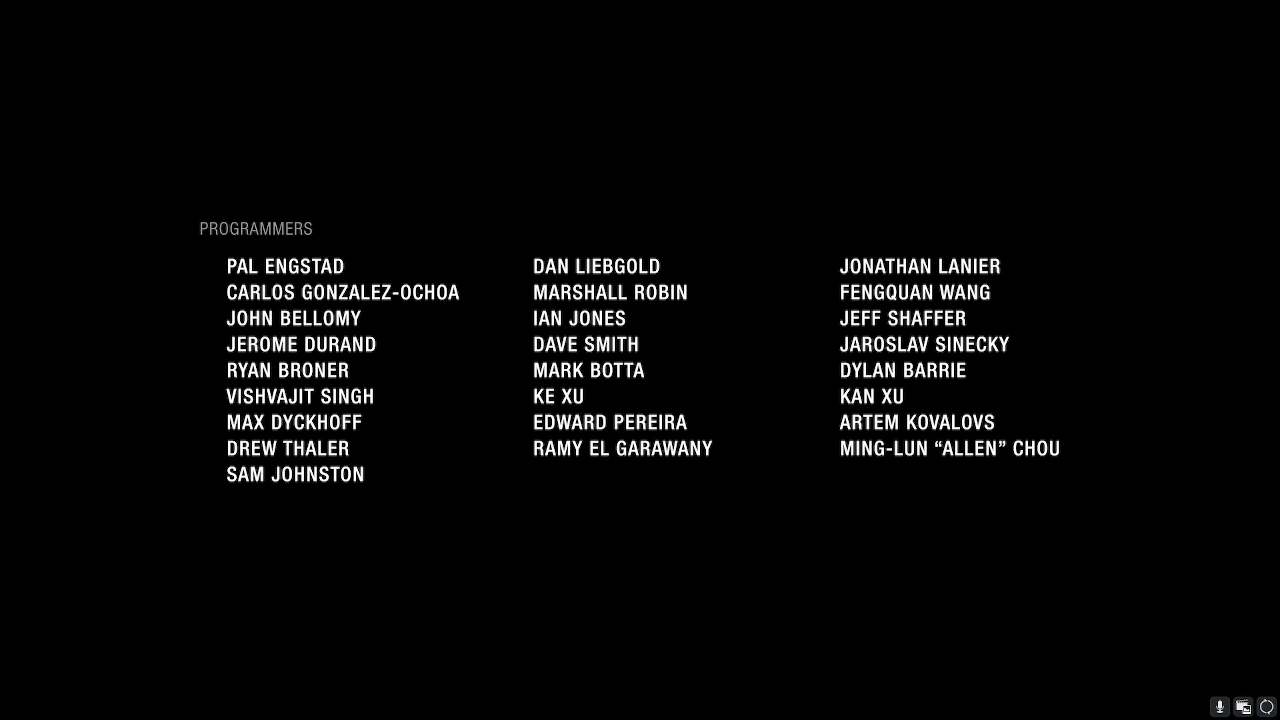 PROGRAMMERS
PAL ENGSTAD DAN LIEBGOLD JONATHAN LANIER
CARLOS GONZALEZ-OCHOA MARSHALL ROBIN FENGQUAN WANG
JOHN BELLOMY IAN JONES JEFF SHAFFER
JEROME DURAND DAVE SMITH JAROSLAV SINECKY
RYAN BRONER MARK BOTTA DYLAN BARRIE
VISHVAJIT SINGH KE XU KAN XU
MAX DYCKHOFF EDWARD PEREIRA ARTEM KOVALOVS
DREW THALER RAMY EL GARAWANY MING-LUN “ALLEN” CHOU
SAM JOHNSTON